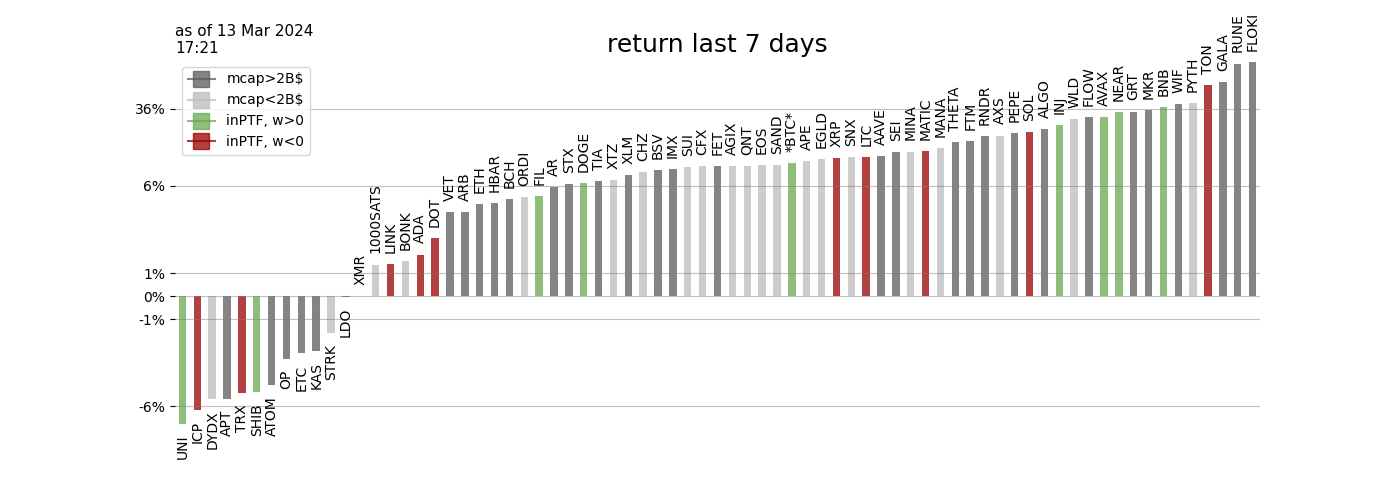 as of 13 Mar 2024
17:21
return last 7 days
mcap>2B$
mcap<2B$
inPTF, w>0
inPTF, w<0
36%
6%
1%
0%
-1%
-6%
UNI
ICP
DYDX
APT
TRX
SHIB
ATOM
OP
ETC
KAS
STRK
LDO
XMR
1000SATS
LINK
BONK
ADA
DOT
VET
ARB
ETH
HBAR
BCH
ORDI
FIL
AR
STX
DOGE
TIA
XTZ
XLM
CHZ
BSV
IMX
SUI
CFX
FET
AGIX
QNT
EOS
SAND
*BTC*
APE
EGLD
XRP
SNX
LTC
AAVE
SEI
MINA
MATIC
MANA
THETA
FTM
RNDR
AXS
PEPE
SOL
ALGO
INJ
WLD
FLOW
AVAX
NEAR
GRT
MKR
BNB
WIF
PYTH
TON
GALA
RUNE
FLOKI